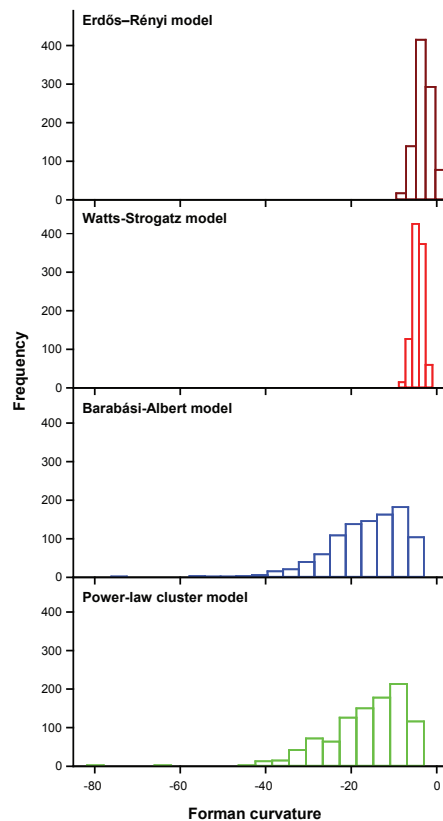 Erdős–Rényi model
400
300
200
100
0
Watts-Strogatz model
400
300
200
100
0
Frequency
Barabási-Albert model
400
300
200
100
0
Power-law cluster model
400
300
200
100
0
-80 -60 -40 -20 0
Forman curvature